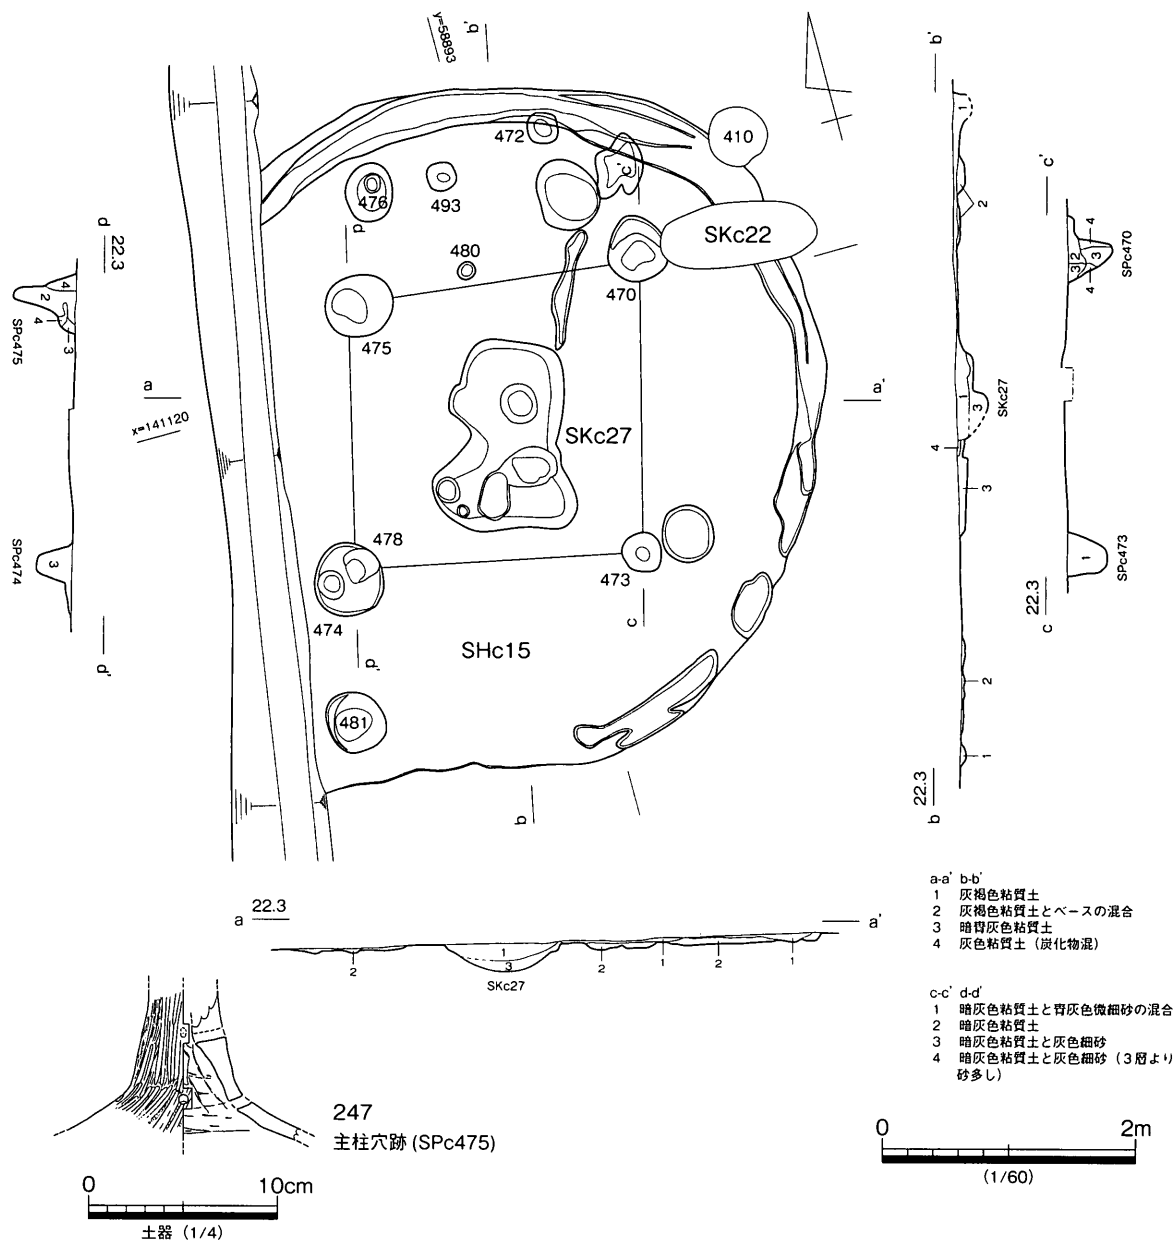 y=58893
b'
472
410
476
493
c'
SKc22
d
480
470
475
a
a'
x=141120
SKc27
478
473
474
c
SHc15
d'
481
b
d
22.3
4
2
4
3
SPc475
SPc474
3
d'
b'
1
2
1
3
SKc27
4
3
2
1
22.3
b
c'
4
2
3
3
4
SPc470
1
SPc473
22.3
c
a 22.3 a'
1
3
2 2 1 2 1
SKc27
a-a' b-b'
1 灰褐色粘質土
2 灰褐色粘質土とベースの混合
3 暗青灰色粘質土
4 灰色粘質土（炭化物混）
c-c' d-d'
1 暗灰色粘質土と青灰色微細砂の混合
2 暗灰色粘質土
3 暗灰色粘質土と灰色細砂
4 暗灰色粘質土と灰色細砂（３層より
砂多し）
247
主柱穴跡 (SPc475)
0 10cm
土器（1/4）
0 2m
(1/60)